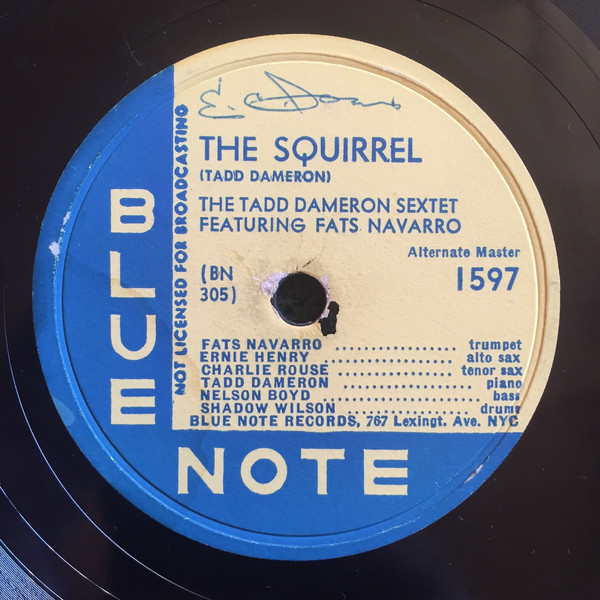 THE SQUIRREL
(TADD DAMERON)
THE TADD DAMERON SEXTET
FEATURING FATS NAVARRO
Alternate Master
(BN
305)
1597
NOT LICENSED FOR BROADCASTING
FATS NAVARRO .................. trumpet
ERNIE HENRY .................. alto sax
CHARLIE ROUSE .................. tenor sax
TADD DAMERON .................. piano
NELSON BOYD .................. bass
SHADOW WILSON .................. drums
BLUE NOTE RECORDS, 767 Lexingt. Ave. NYC
BLUE
NOTE